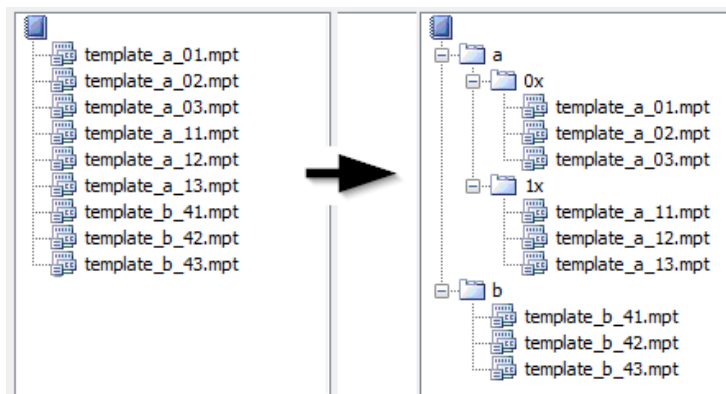 template_a_01.mpt
template_a_02.mpt
template_a_03.mpt
template_a_11.mpt
template_a_12.mpt
template_a_13.mpt
template_b_41.mpt
template_b_42.mpt
template_b_43.mpt
a
0x
template_a_01.mpt
template_a_02.mpt
template_a_03.mpt
1x
template_a_11.mpt
template_a_12.mpt
template_a_13.mpt
b
template_b_41.mpt
template_b_42.mpt
template_b_43.mpt